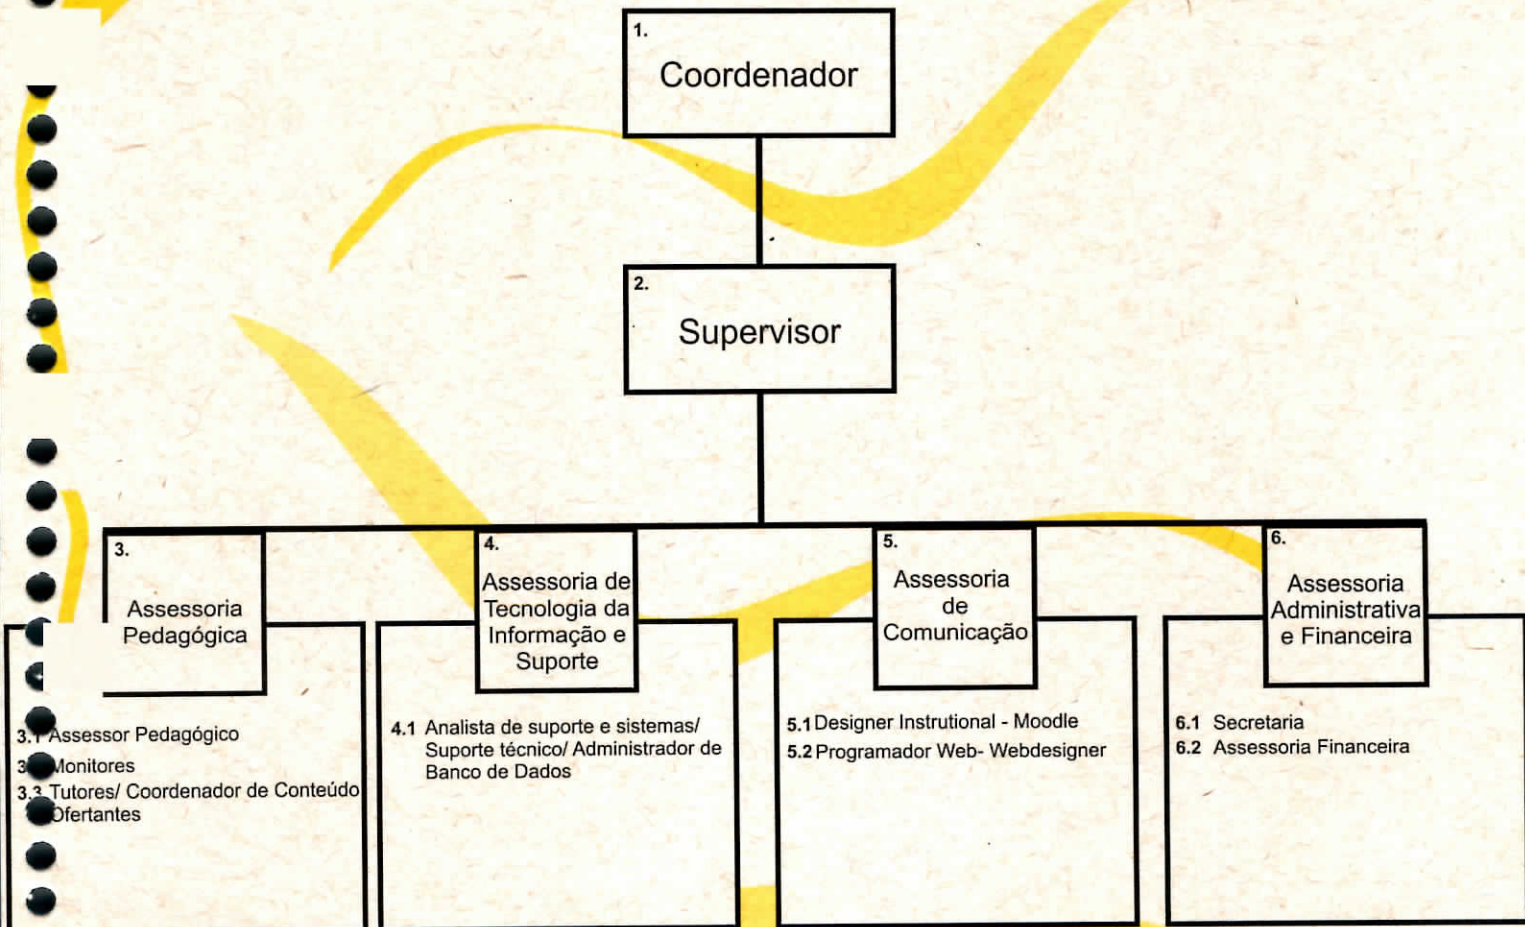 1.
Coordenador
2.
Supervisor
3.
Assessoria
Pedagógica
3.1 Assessor Pedagógico
Monitores
3.3 Tutores/ Coordenador de Conteúdo
Ofertantes
4.
Assessoria de
Tecnologia da
Informação e
Suporte
4.1 Analista de suporte e sistemas/
Suporte técnico/ Administrador de
Banco de Dados
5.
Assessoria
de
Comunicação
5.1 Designer Instrutional - Moodle
5.2 Programador Web- Webdesigner
6.
Assessoria
Administrativa
e Financeira
6.1 Secretaria
6.2 Assessoria Financeira